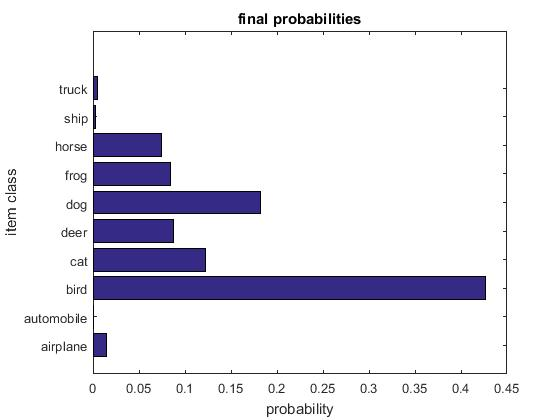 final probabilities
item class
truck
ship
horse
frog
dog
deer
cat
bird
automobile
airplane
0 0.05 0.1 0.15 0.2 0.25 0.3 0.35 0.4 0.45
probability